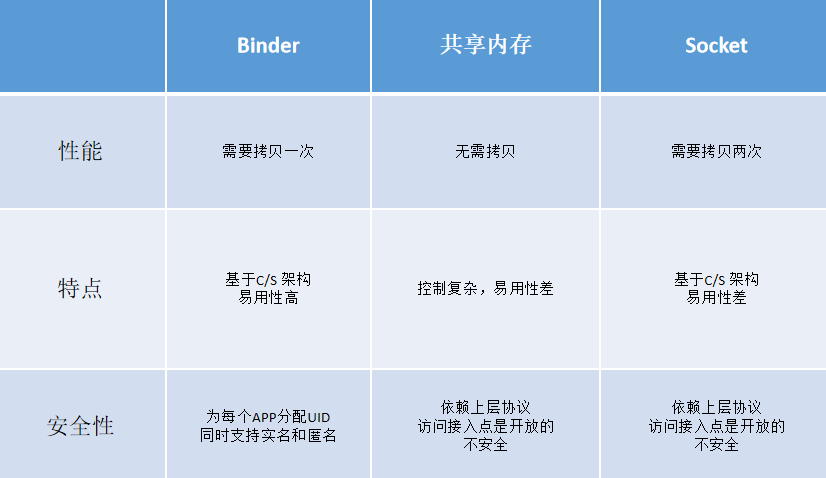 Binder
共享内存
Socket
性能
需要拷贝一次
无需拷贝
需要拷贝两次
特点
基于C/S 架构
易用性高
控制复杂，易用性差
基于C/S 架构
易用性差
安全性
为每个APP分配UID
同时支持实名和匿名
依赖上层协议
访问接入点是开放的
不安全
依赖上层协议
访问接入点是开放的
不安全